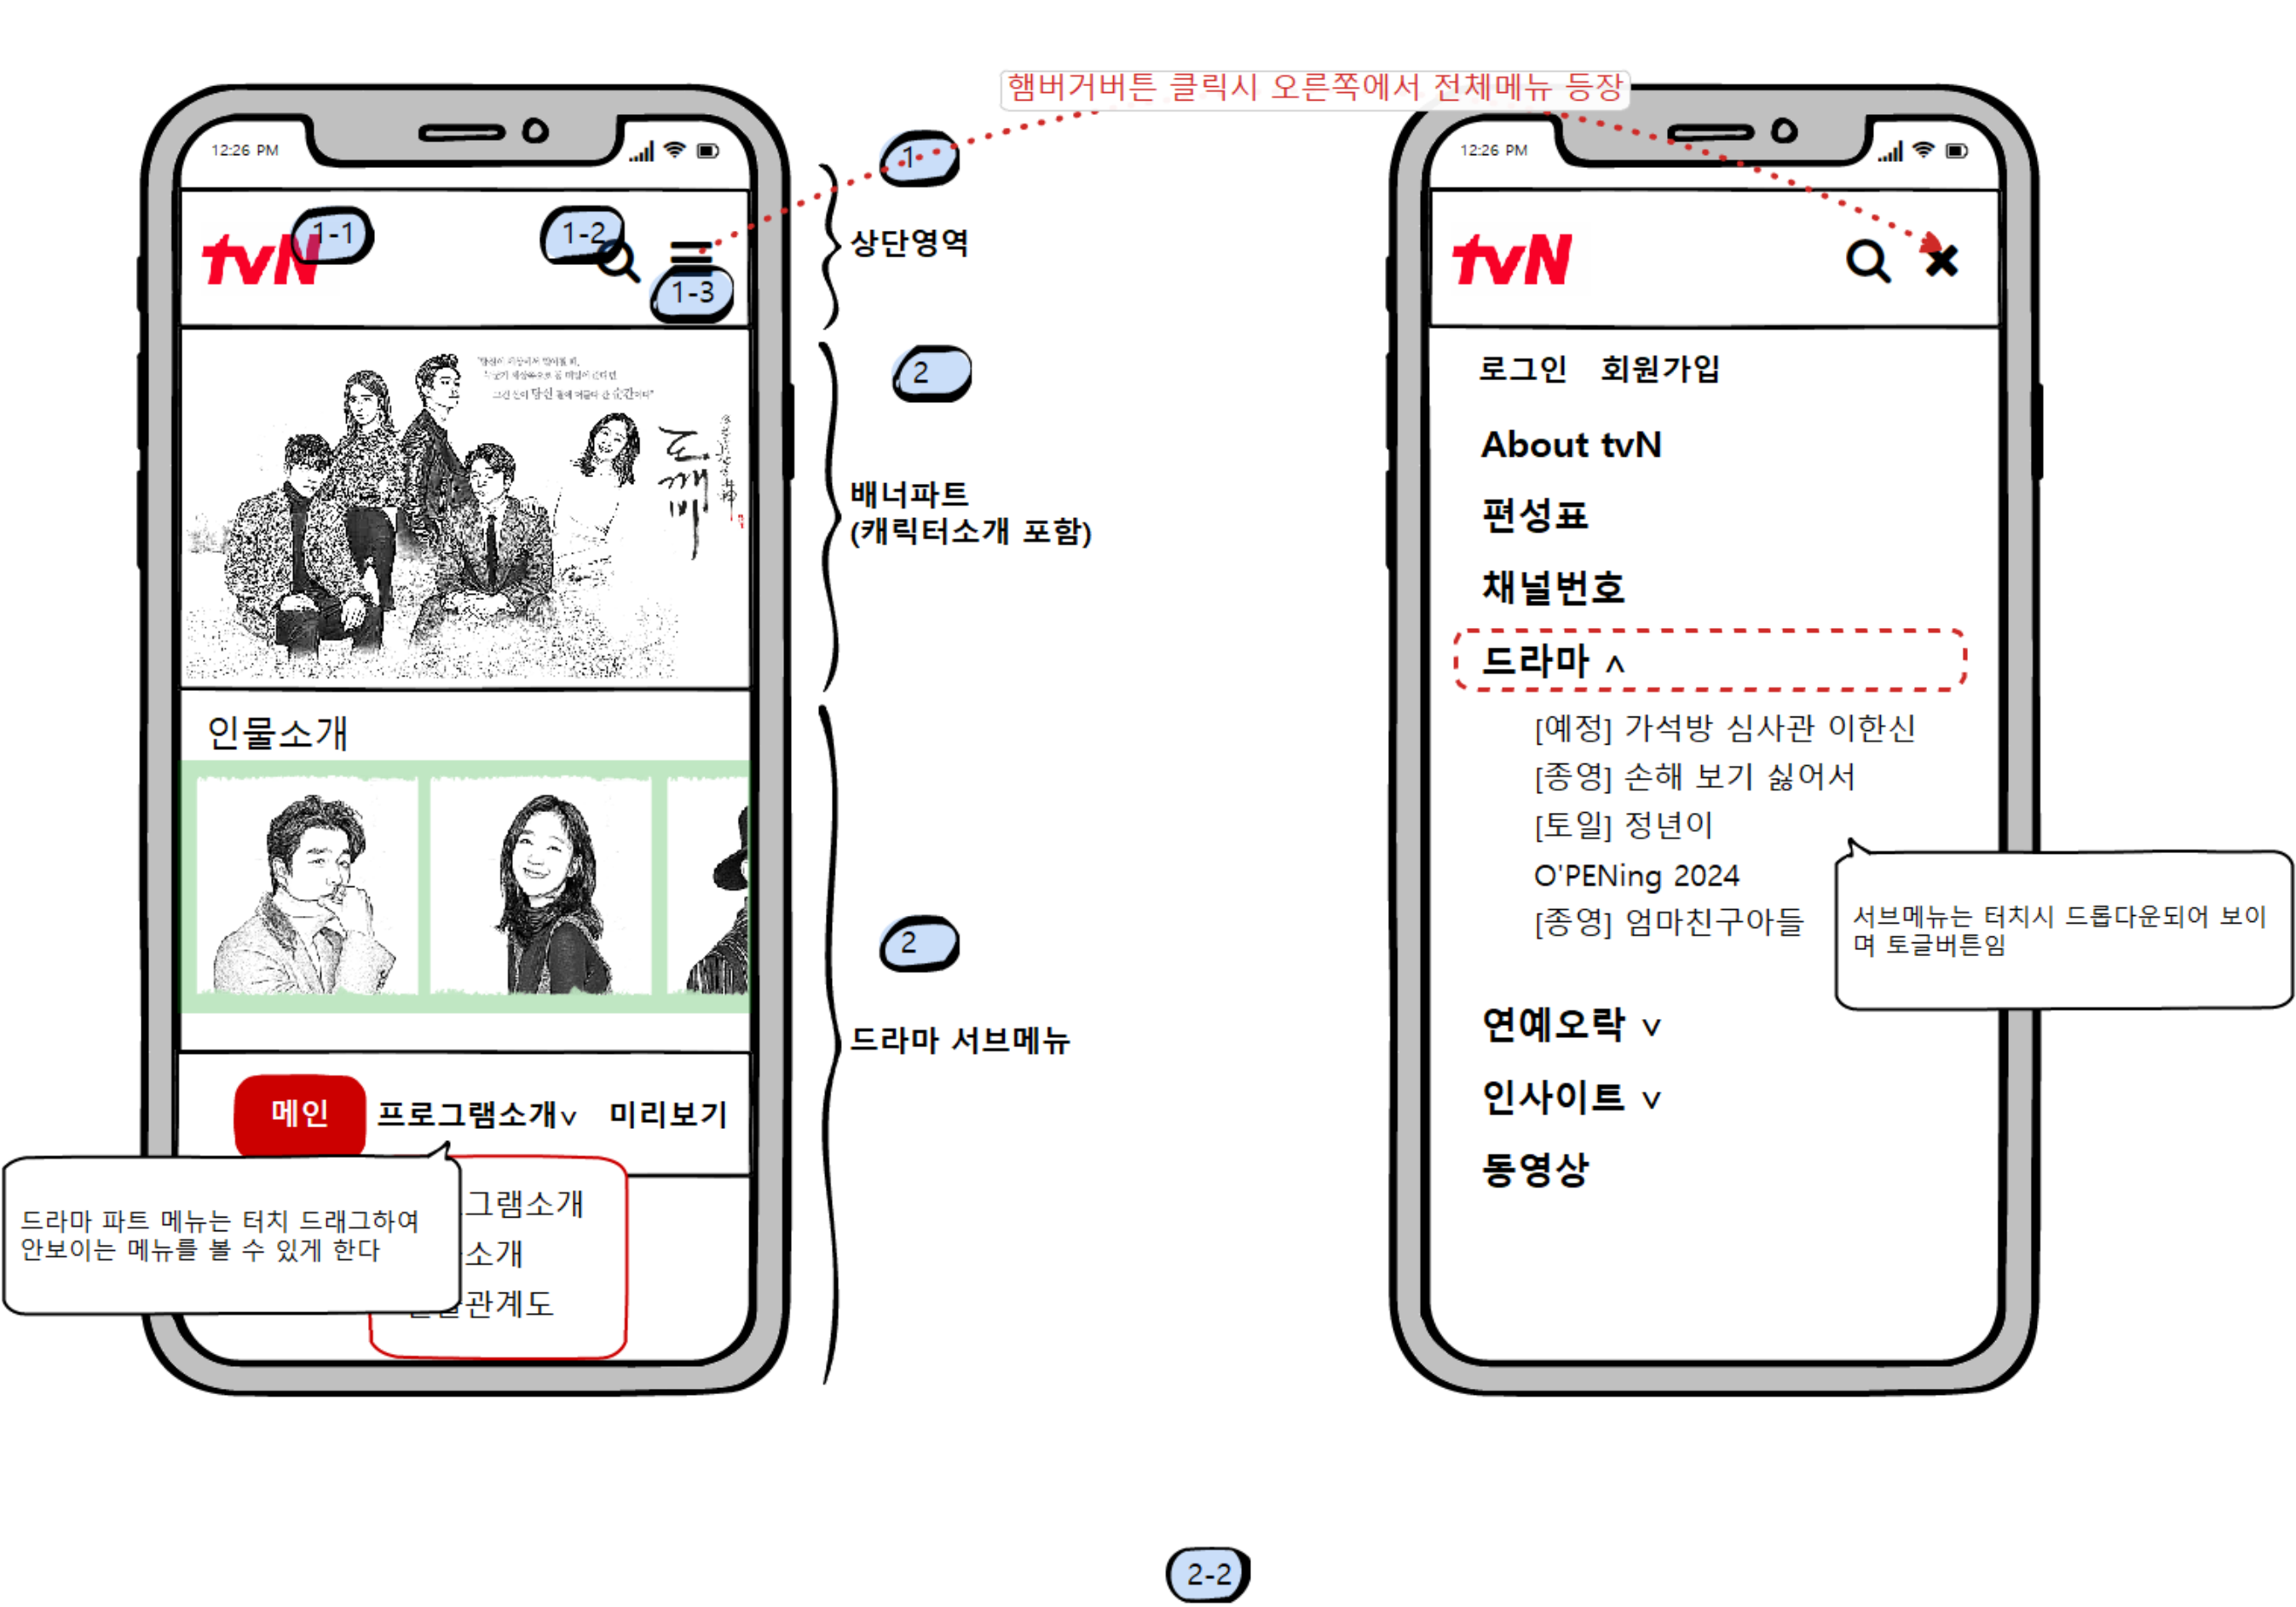 햄버거버튼 클릭시 오른쪽에서 전체메뉴 등장
12:26 PM
tvN
1-1
1-2
1-3
1
상단영역
2
배너파트
(캐릭터소개 포함)
도깨비
인물소개
2
드라마 서브메뉴
메인 프로그램소개∨ 미리보기
그램소개
소개
관계도
드라마 파트 메뉴는 터치 드래그하여
안보이는 메뉴를 볼 수 있게 한다
12:26 PM
tvN
로그인 회원가입
About tvN
편성표
채널번호
드라마 ∧
[예정] 가석방 심사관 이한신
[종영] 손해 보기 싫어서
[토일] 정년이
O'PENing 2024
[종영] 엄마친구아들
서브메뉴는 터치시 드롭다운되어 보이
며 토글버튼임
연예오락 ∨
인사이트 ∨
동영상
2-2